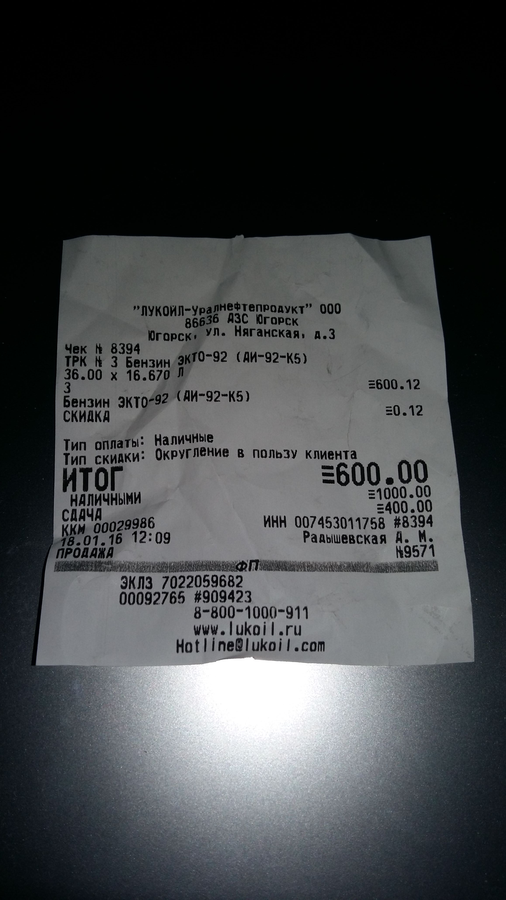 "ЛУКОЙЛ-Уралнефтепродукт" ООО
86636 АЗС Югорск
Югорск, ул. Няганская, д.3
Чек № 8394
ТРК № 3 Бензин ЭКТО-92 (АИ-92-К5)
36.00 x 16.670 Л
3 ≡600.12
Бензин ЭКТО-92 (АИ-92-К5)
СКИДКА ≡0.12
Тип оплаты: Наличные
Тип скидки: Округление в пользу клиента
ИТОГ ≡600.00
НАЛИЧНЫМИ ≡1000.00
СДАЧА ≡400.00
ККМ 00029986 ИНН 007453011758 #8394
18.01.16 12:09 Радышевская А. М.
ПРОДАЖА №9571
ФП
ЭКЛЗ 7022059682
00092765 #909423
8-800-1000-911
www.lukoil.ru
Hotline@lukoil.com